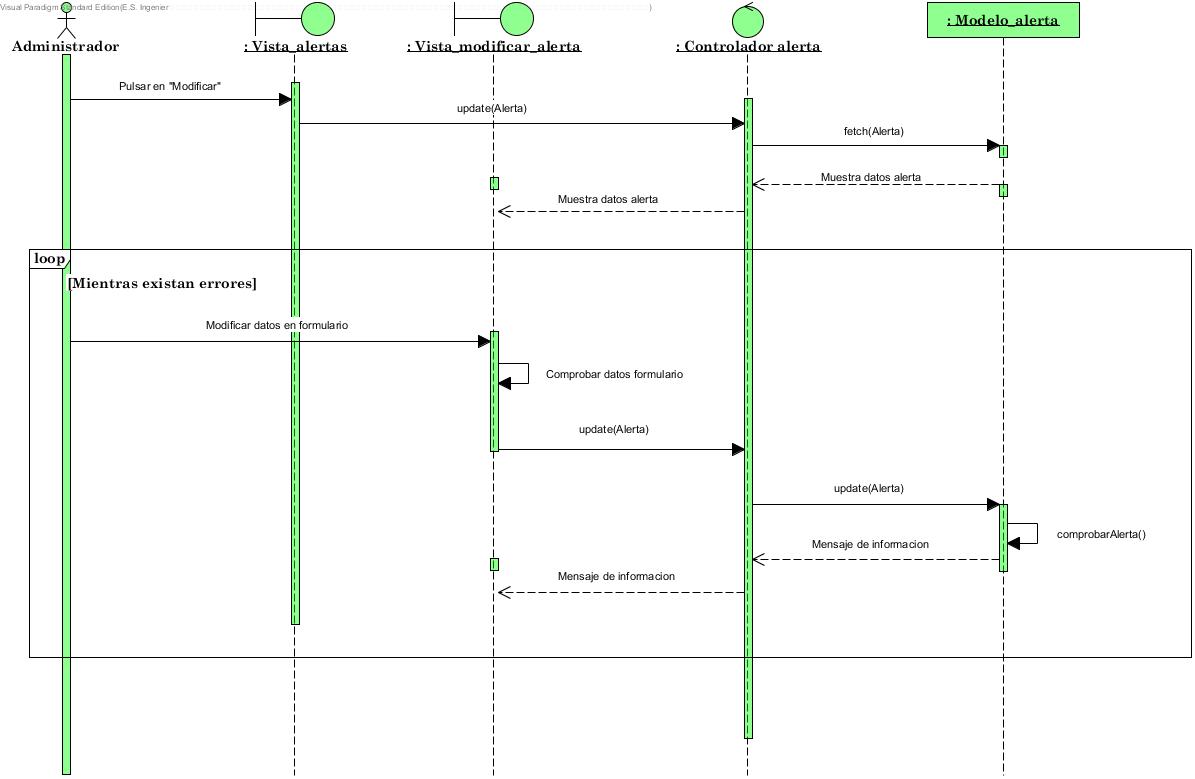 Visual Paradigm Standard Edition(E.S. Ingenier
Administrador
: Vista_alertas
: Vista_modificar_alerta
: Controlador alerta
: Modelo_alerta
Pulsar en "Modificar"
update(Alerta)
fetch(Alerta)
Muestra datos alerta
Muestra datos alerta
loop
[Mientras existan errores]
Modificar datos en formulario
Comprobar datos formulario
update(Alerta)
update(Alerta)
comprobarAlerta()
Mensaje de informacion
Mensaje de informacion